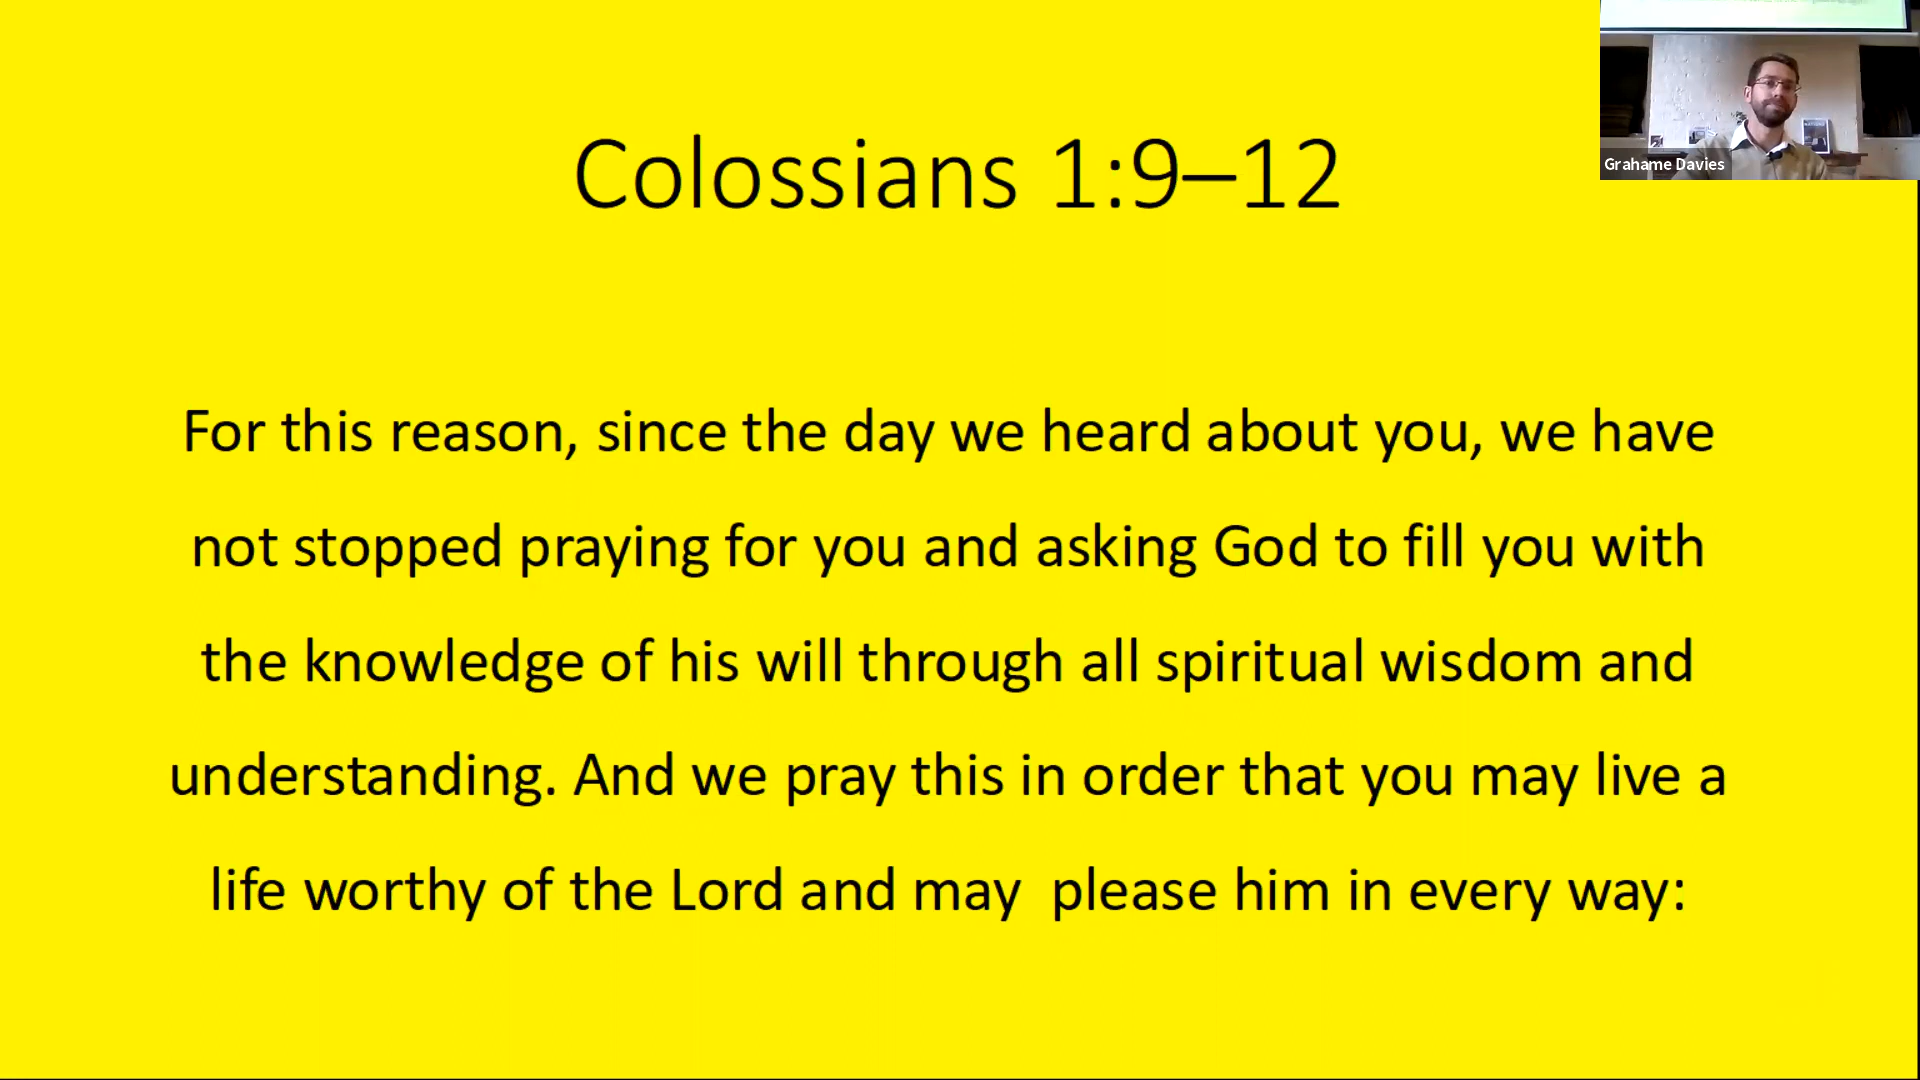 Colossians 1:9–12
Grahame Davies
For this reason, since the day we heard about you, we have
not stopped praying for you and asking God to fill you with
the knowledge of his will through all spiritual wisdom and
understanding. And we pray this in order that you may live a
life worthy of the Lord and may  please him in every way: